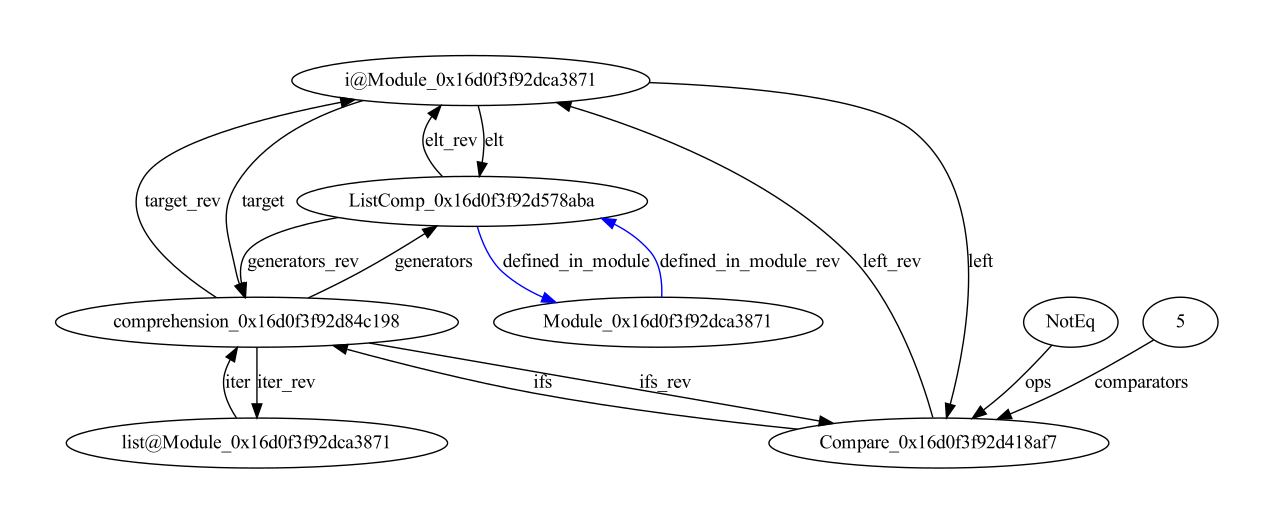 i@Module_0x16d0f3f92dca3871
elt_rev
elt
target_rev
target
ListComp_0x16d0f3f92d578aba
generators_rev
generators
defined_in_module
defined_in_module_rev
left_rev
left
comprehension_0x16d0f3f92d84c198
Module_0x16d0f3f92dca3871
NotEq
5
iter
iter_rev
ifs
ifs_rev
ops
comparators
list@Module_0x16d0f3f92dca3871
Compare_0x16d0f3f92d418af7